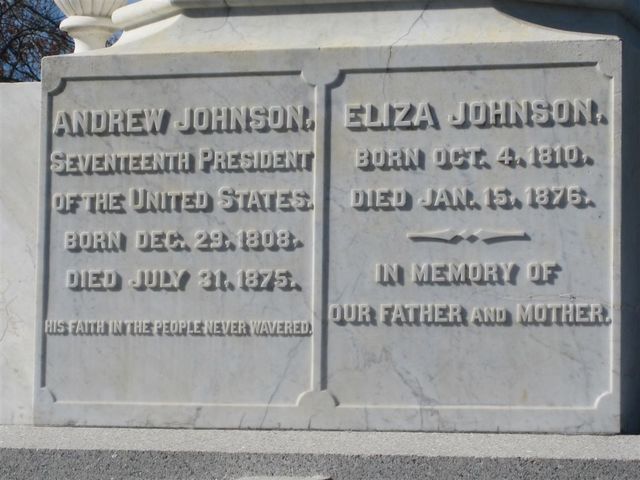 ANDREW JOHNSON,
SEVENTEENTH PRESIDENT
OF THE UNITED STATES.
BORN DEC. 29, 1808,
DIED JULY 31, 1875.
HIS FAITH IN THE PEOPLE NEVER WAVERED.
ELIZA JOHNSON,
BORN OCT. 4, 1810,
DIED JAN. 15, 1876.
IN MEMORY OF
OUR FATHER AND MOTHER.